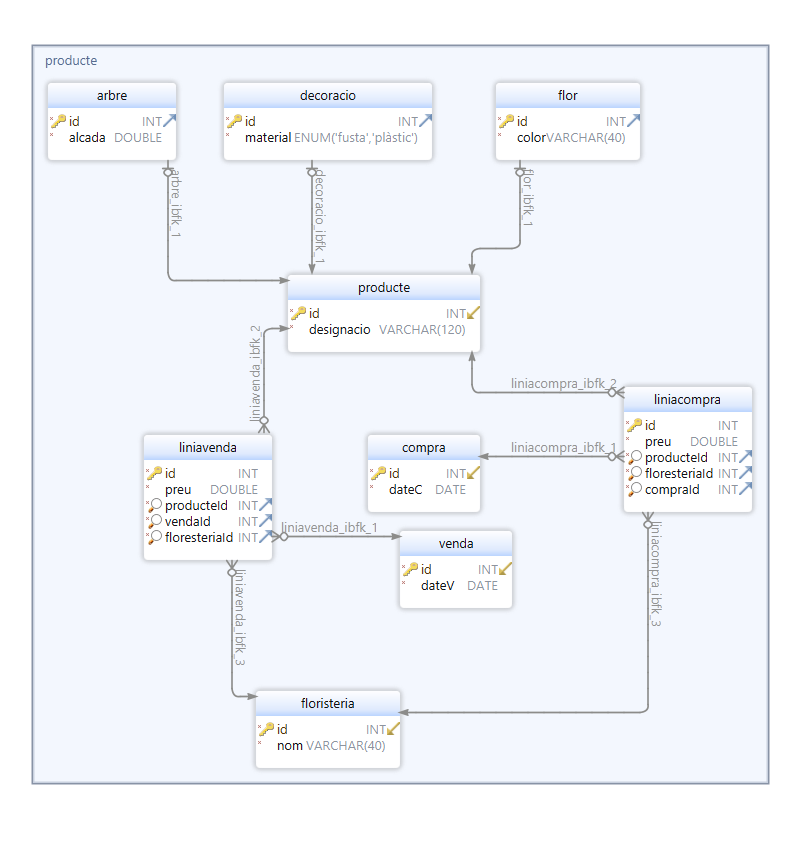 producte
arbre
id INT
alcada DOUBLE
decoracio
id INT
material ENUM('fusta','plàstic')
flor
id INT
color VARCHAR(40)
arbre_ibfk_1
decoracio_ibfk_1
flor_ibfk_1
producte
id INT
designacio VARCHAR(120)
liniavenda_ibfk_2
liniacompra_ibfk_2
liniacompra
id INT
preu DOUBLE
producteId INT
floresteriaId INT
compraId INT
liniavenda
id INT
preu DOUBLE
producteId INT
vendaId INT
floresteriaId INT
compra
id INT
dateC DATE
liniacompra_ibfk_1
liniavenda_ibfk_1
venda
id INT
dateV DATE
liniavenda_ibfk_3
liniacompra_ibfk_3
floristeria
id INT
nom VARCHAR(40)